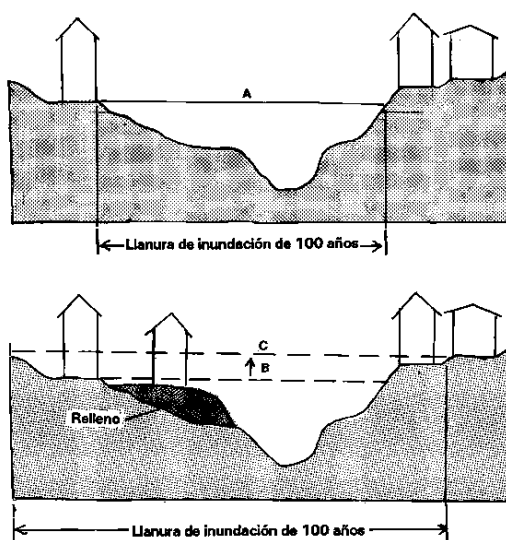 A
Llanura de inundación de 100 años
C
B
Relleno
Llanura de inundación de 100 años